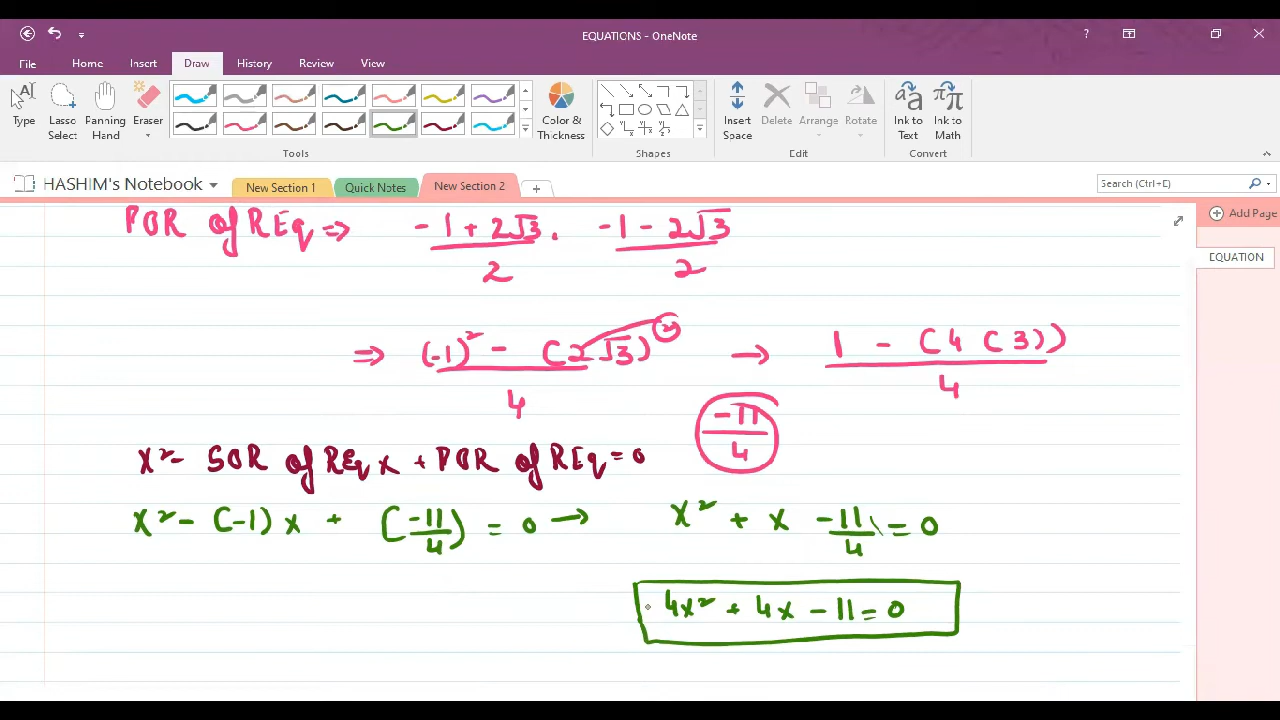 EQUATIONS - OneNote
?
File Home Insert Draw History Review View
Type
Lasso Select
Panning Hand
Eraser
Color & Thickness
Insert Space
Delete
Arrange
Rotate
Ink to Text
Ink to Math
Tools
Shapes
Edit
Convert
HASHIM's Notebook
New Section 1
Quick Notes
New Section 2
Search (Ctrl+E)
Add Page
EQUATION
POR of REq ⇒ (-1 + 2√3)/2 . (-1 - 2√3)/2
⇒ ((-1)² - (2√3)²)/4 → (1 - (4(3)))/4
-11/4
x² - SOR of REq x + POR of REq = 0
x² - (-1)x + (-11/4) = 0 → x² + x -11/4 = 0
4x² + 4x - 11 = 0